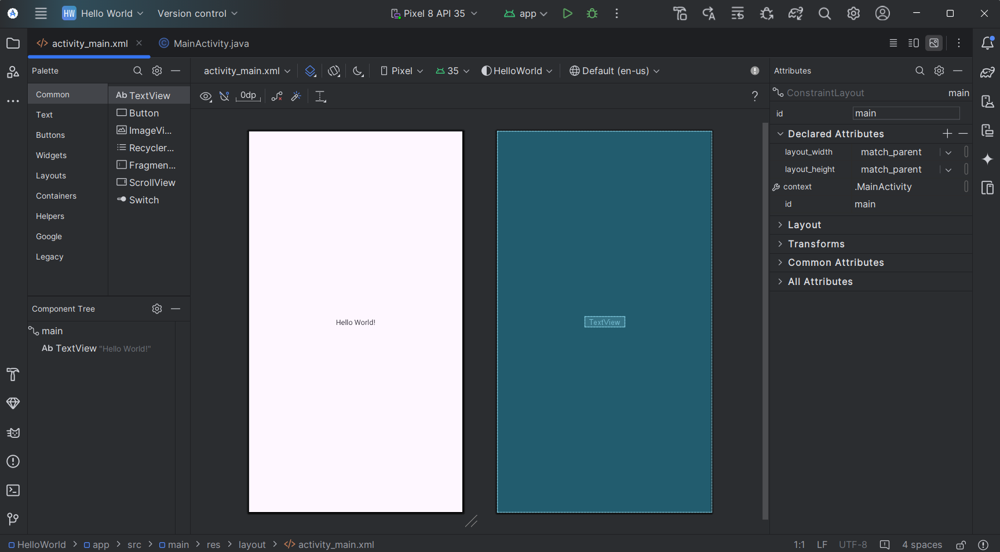 HW Hello World Version control Pixel 8 API 35 app
activity_main.xml MainActivity.java
Palette
Common
Text
Buttons
Widgets
Layouts
Containers
Helpers
Google
Legacy
Ab TextView
Button
ImageVi...
Recycler...
Fragmen...
ScrollView
Switch
Component Tree
main
Ab TextView "Hello World!"
activity_main.xml Pixel 35 HelloWorld Default (en-us)
0dp ?
Hello World!
TextView
Attributes
ConstraintLayout main
id main
Declared Attributes
layout_width match_parent
layout_height match_parent
context .MainActivity
id main
Layout
Transforms
Common Attributes
All Attributes
HelloWorld > app > src > main > res > layout > activity_main.xml 1:1 LF UTF-8 4 spaces